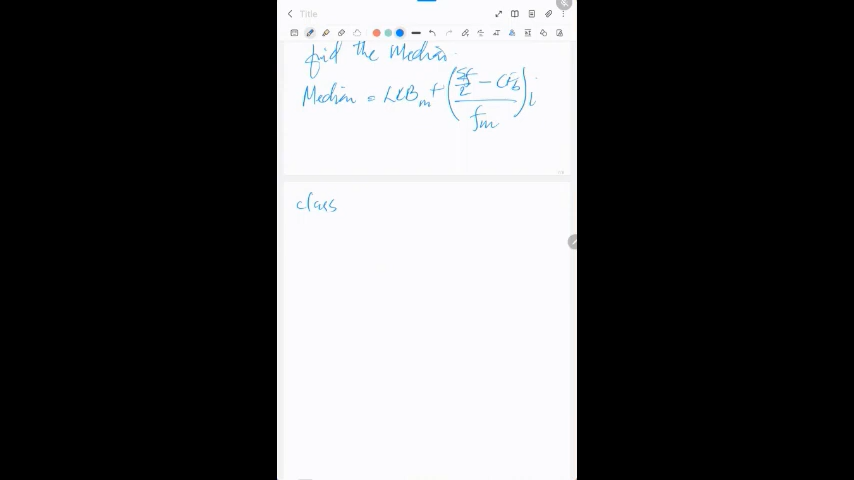 Title
find the Median.
Median = LCB_m + ((Σf/2 - CF_b)/f_m) i
class